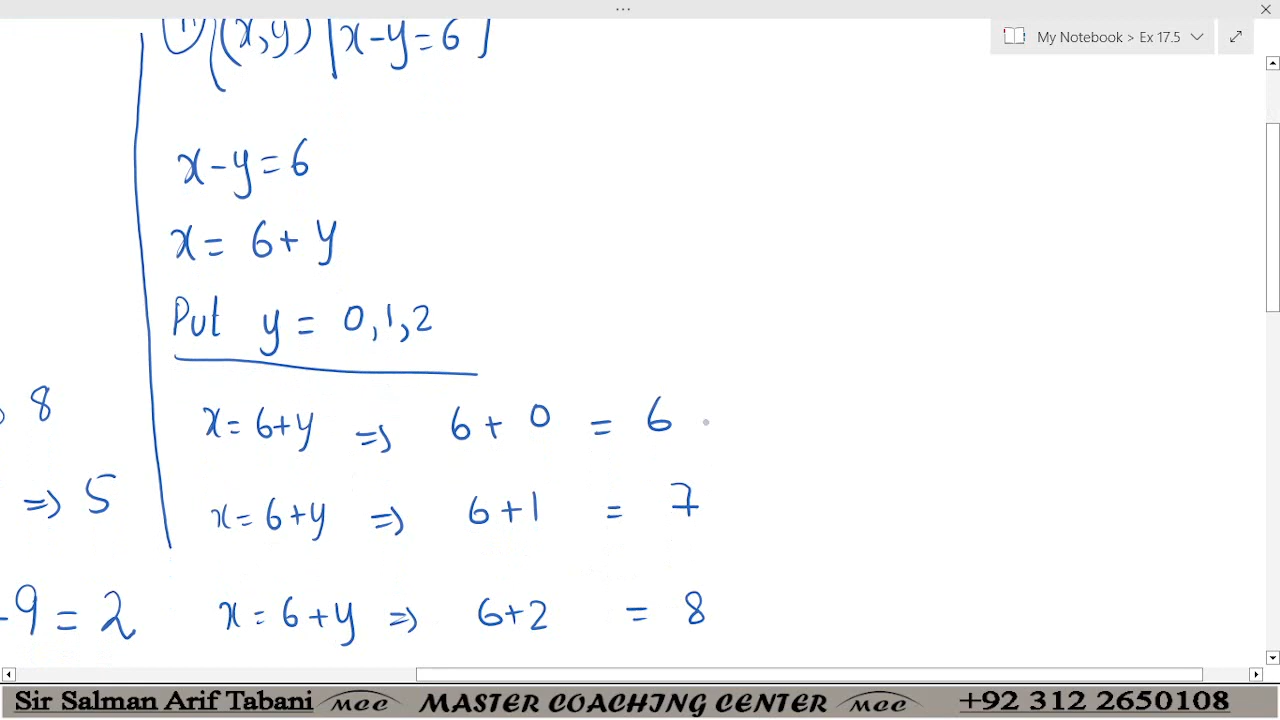 (x,y) | x-y=6
My Notebook > Ex 17.5
x-y=6
x = 6+ y
Put y = 0,1,2
8
x=6+y => 6+ 0 = 6
=> 5
x=6+y => 6+1 = 7
-9 = 2
x=6+y => 6+2 = 8
Sir Salman Arif Tabani mcc MASTER COACHING CENTER mcc +92 312 2650108